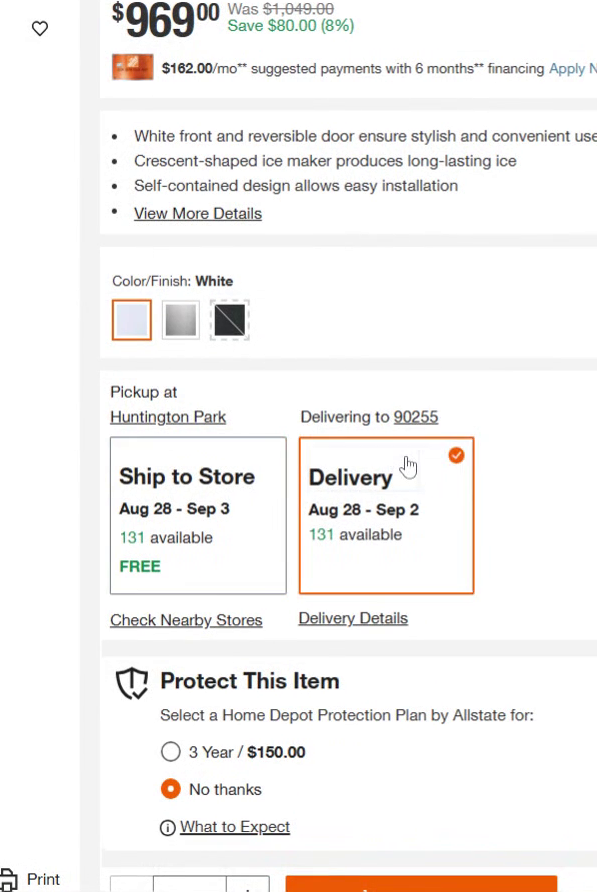 $969.00 Was $1,049.00
Save $80.00 (8%)
$162.00/mo** suggested payments with 6 months** financing Apply N
• White front and reversible door ensure stylish and convenient use
• Crescent-shaped ice maker produces long-lasting ice
• Self-contained design allows easy installation
• View More Details
Color/Finish: White
Pickup at
Huntington Park
Delivering to 90255
Ship to Store
Aug 28 - Sep 3
131 available
FREE
Delivery
Aug 28 - Sep 2
131 available
Check Nearby Stores
Delivery Details
Protect This Item
Select a Home Depot Protection Plan by Allstate for:
3 Year / $150.00
No thanks
What to Expect
Print